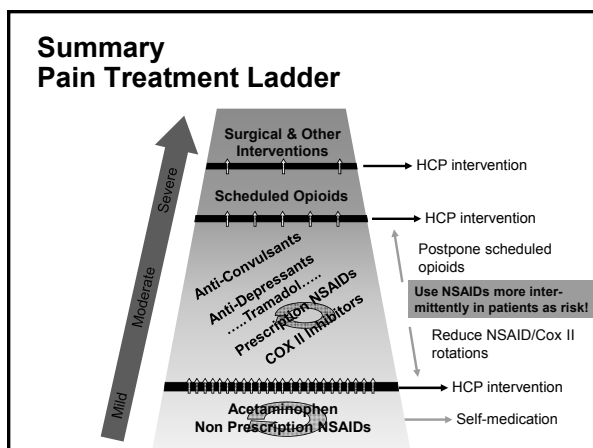 Summary
Pain Treatment Ladder
Surgical & Other
Interventions
HCP intervention
Scheduled Opioids
HCP intervention
Severe
Moderate
Mild
Anti-Convulsants
Anti-Depressants
.....Tramadol.....
Prescription NSAIDs
COX II Inhibitors
Postpone scheduled
opioids
Use NSAIDs more inter-
mittently in patients as risk!
Reduce NSAID/Cox II
rotations
HCP intervention
Acetaminophen
Non Prescription NSAIDs
Self-medication